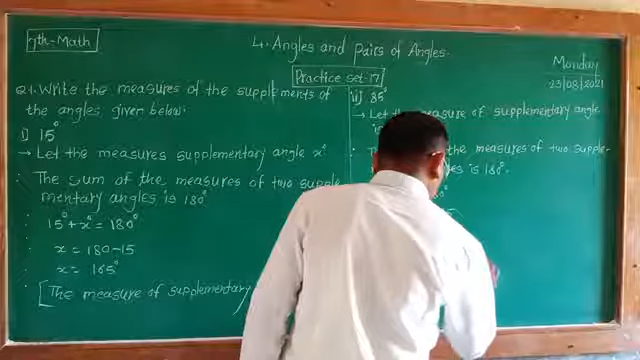 7th-Math
4. Angles and Pairs of Angles.
Monday
23/08/2021
Practice set-17
Q1. Write the measures of the supplements of
the angles given below.
i) 15°
→ Let the measures supplementary angle x°
∴ The sum of the measures of two supple-
mentary angles is 180°
∴ 15° + x° = 180°
∴ x = 180-15
∴ x = 165°
[The measure of supplementary
ii) 85°
→ Let the measure of supplementary angle
the measures of two supple-
is 180°.